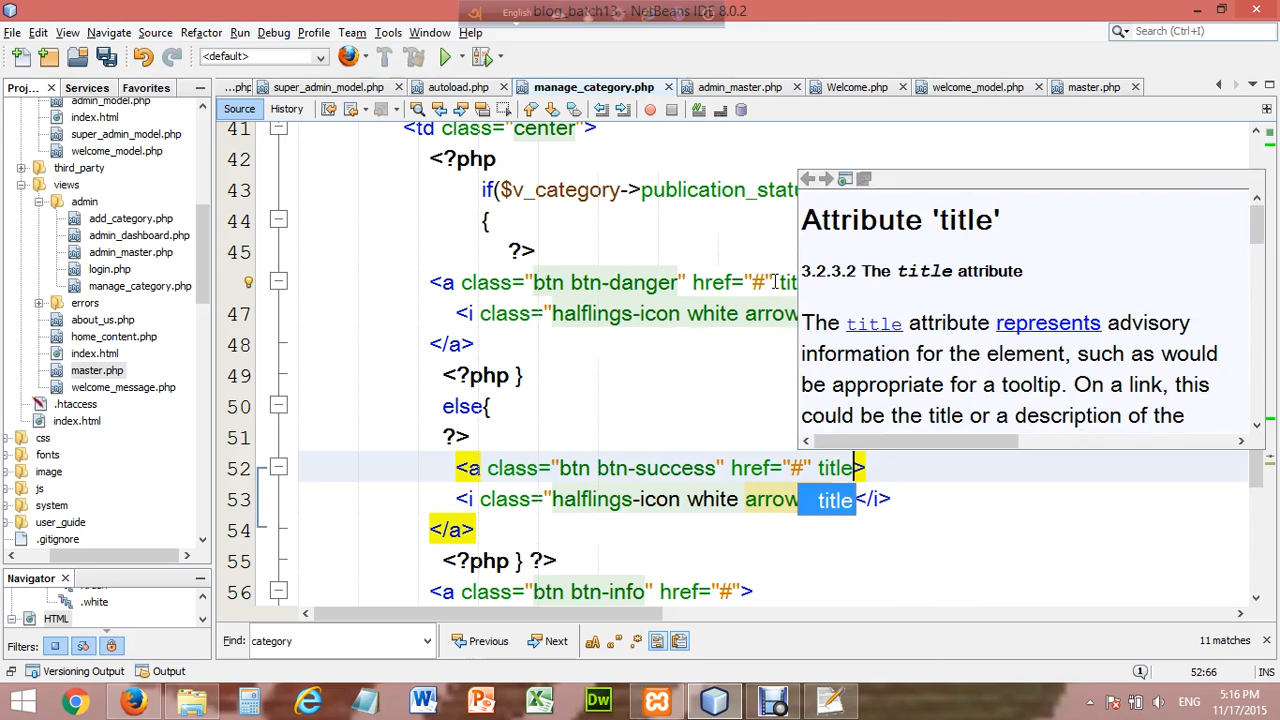 English
blog_batch13 - NetBeans IDE 8.0.2
File Edit View Navigate Source Refactor Run Debug Profile Team Tools Window Help
Search (Ctrl+I)
<default>
Proj... Services Favorites
...php super_admin_model.php autoload.php manage_category.php admin_master.php Welcome.php welcome_model.php master.php
Source History
admin_model.php
index.html
super_admin_model.php
welcome_model.php
third_party
views
admin
add_category.php
admin_dashboard.php
admin_master.php
login.php
manage_category.php
errors
about_us.php
home_content.php
index.html
master.php
welcome_message.php
.htaccess
index.html
css
fonts
image
js
system
user_guide
.gitignore
41 <td class="center">
42 <?php
43 if($v_category->publication_statu
44 {
45 ?>
<a class="btn btn-danger" href="#" tit
47 <i class="halflings-icon white arrow
48 </a>
49 <?php }
50 else{
51 ?>
52 <a class="btn btn-success" href="#" title>
53 <i class="halflings-icon white arrow </i>
54 </a>
<?php } ?>
56 <a class="btn btn-info" href="#">
title
Attribute 'title'
3.2.3.2 The title attribute
The title attribute represents advisory
information for the element, such as would
be appropriate for a tooltip. On a link, this
could be the title or a description of the
Navigator
.white
HTML
Filters:
Find: category Previous Next 11 matches
Versioning Output Output 52:66 INS
ENG
5:16 PM
11/17/2015